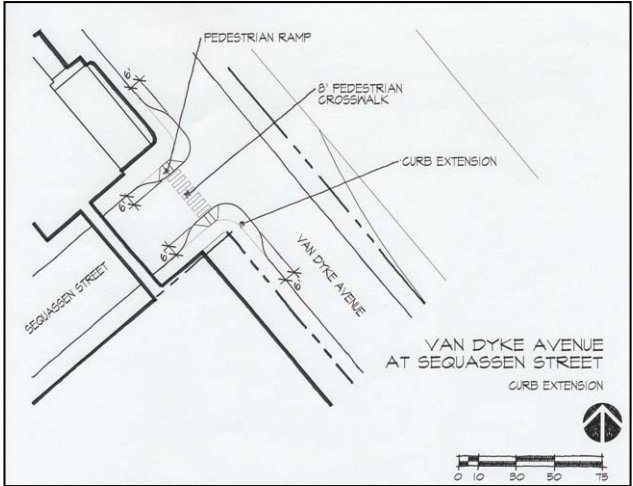 PEDESTRIAN RAMP
6'
8' PEDESTRIAN
CROSSWALK
CURB EXTENSION
6'
6'
6'
SEQUASSEN STREET
VAN DYKE AVENUE
VAN DYKE AVENUE
AT SEQUASSEN STREET
CURB EXTENSION
0 10 30 50 75